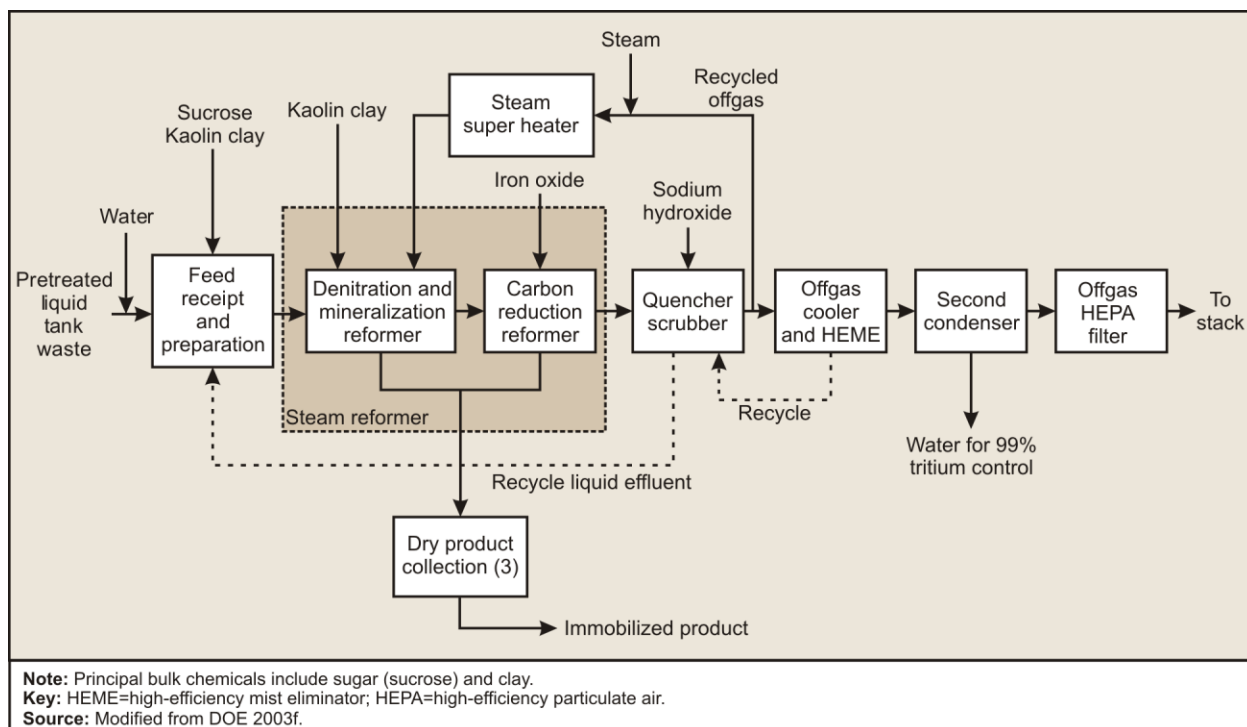 Steam
Recycled
offgas
Steam
super heater
Sucrose
Kaolin clay
Kaolin clay
Iron oxide
Sodium
hydroxide
Water
Pretreated
liquid
tank
waste
Feed
receipt
and
preparation
Denitration and
mineralization
reformer
Carbon
reduction
reformer
Quencher
scrubber
Offgas
cooler
and HEME
Second
condenser
Offgas
HEPA
filter
To
stack
Steam reformer
Recycle
Water for 99%
tritium control
Recycle liquid effluent
Dry product
collection (3)
Immobilized product
Note: Principal bulk chemicals include sugar (sucrose) and clay.
Key: HEME=high-efficiency mist eliminator; HEPA=high-efficiency particulate air.
Source: Modified from DOE 2003f.